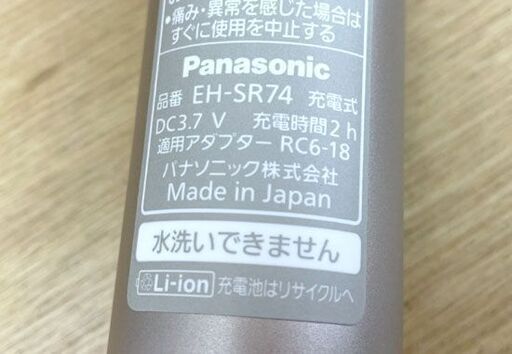 •痛み・異常を感じた場合は
すぐに使用を中止する
Panasonic
品番 EH-SR74 充電式
DC3.7 V 充電時間2h
適用アダプター RC6-18
パナソニック株式会社
Made in Japan
水洗いできません
Li-ion 充電池はリサイクルへ